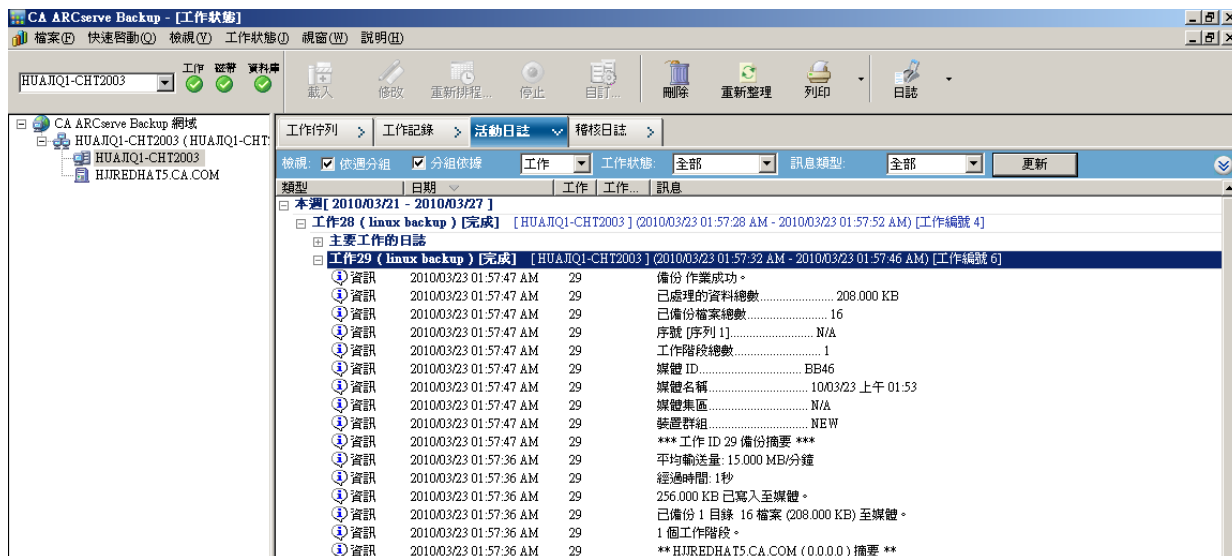 CA ARCserve Backup - [工作狀態]
檔案(F) 快速啓動(Q) 檢視(Y) 工作狀態(J) 視窗(W) 說明(H)
HUAJIQ1-CHT2003 工作 磁帶 資料庫 載入 修改 重新排程... 停止 自訂... 刪除 重新整理 列印 日誌
CA ARCserve Backup 網域
HUAJIQ1-CHT2003 ( HUAJIQ1-CHT:
HUAJIQ1-CHT2003
HJJREDHAT5.CA.COM
工作佇列 工作記錄 活動日誌 稽核日誌
檢視: 依週分組 分組依據 工作 工作狀態: 全部 訊息類型: 全部 更新
類型 日期 工作 工作... 訊息
本週[ 2010/03/21 - 2010/03/27 ]
工作28 ( linux backup ) [完成] [ HUAJIQ1-CHT2003 ] (2010/03/23 01:57:28 AM - 2010/03/23 01:57:52 AM) [工作編號 4]
主要工作的日誌
工作29 ( linux backup ) [完成] [ HUAJIQ1-CHT2003 ] (2010/03/23 01:57:32 AM - 2010/03/23 01:57:46 AM) [工作編號 6]
資訊 2010/03/23 01:57:47 AM 29 備份 作業成功。
資訊 2010/03/23 01:57:47 AM 29 已處理的資料總數...................... 208.000 KB
資訊 2010/03/23 01:57:47 AM 29 已備份檔案總數........................ 16
資訊 2010/03/23 01:57:47 AM 29 序號 [序列 1]......................... N/A
資訊 2010/03/23 01:57:47 AM 29 工作階段總數.......................... 1
資訊 2010/03/23 01:57:47 AM 29 媒體 ID............................... BB46
資訊 2010/03/23 01:57:47 AM 29 媒體名稱.............................. 10/03/23 上午 01:53
資訊 2010/03/23 01:57:47 AM 29 媒體集區.............................. N/A
資訊 2010/03/23 01:57:47 AM 29 裝置群組.............................. NEW
資訊 2010/03/23 01:57:47 AM 29 *** 工作 ID 29 備份摘要 ***
資訊 2010/03/23 01:57:36 AM 29 平均輸送量: 15.000 MB/分鐘
資訊 2010/03/23 01:57:36 AM 29 經過時間: 1秒
資訊 2010/03/23 01:57:36 AM 29 256.000 KB 已寫入至媒體。
資訊 2010/03/23 01:57:36 AM 29 已備份 1 目錄 16 檔案 (208.000 KB) 至媒體。
資訊 2010/03/23 01:57:36 AM 29 1 個工作階段。
資訊 2010/03/23 01:57:36 AM 29 ** HJJREDHAT5.CA.COM ( 0.0.0.0 ) 摘要 **